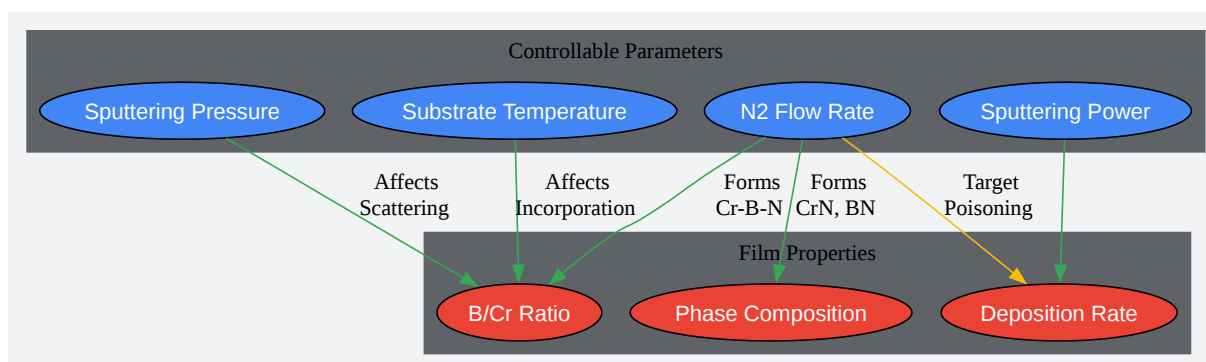 Controllable Parameters
Sputtering Pressure
Substrate Temperature
N2 Flow Rate
Sputtering Power
Affects
Scattering
Affects
Incorporation
Forms
Cr-B-N
Forms
CrN, BN
Target
Poisoning
Film Properties
B/Cr Ratio
Phase Composition
Deposition Rate